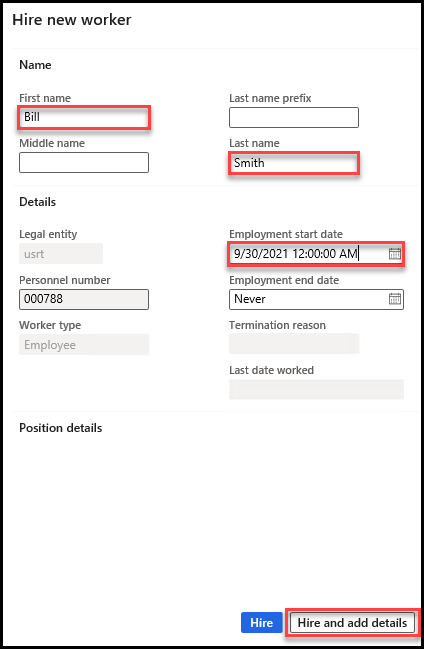 Hire new worker
Name
First name
Last name prefix
Bill
Middle name
Last name
Smith
Details
Legal entity
Employment start date
usrt
9/30/2021 12:00:00 AM
Personnel number
Employment end date
000788
Never
Worker type
Termination reason
Employee
Last date worked
Position details
Hire
Hire and add details